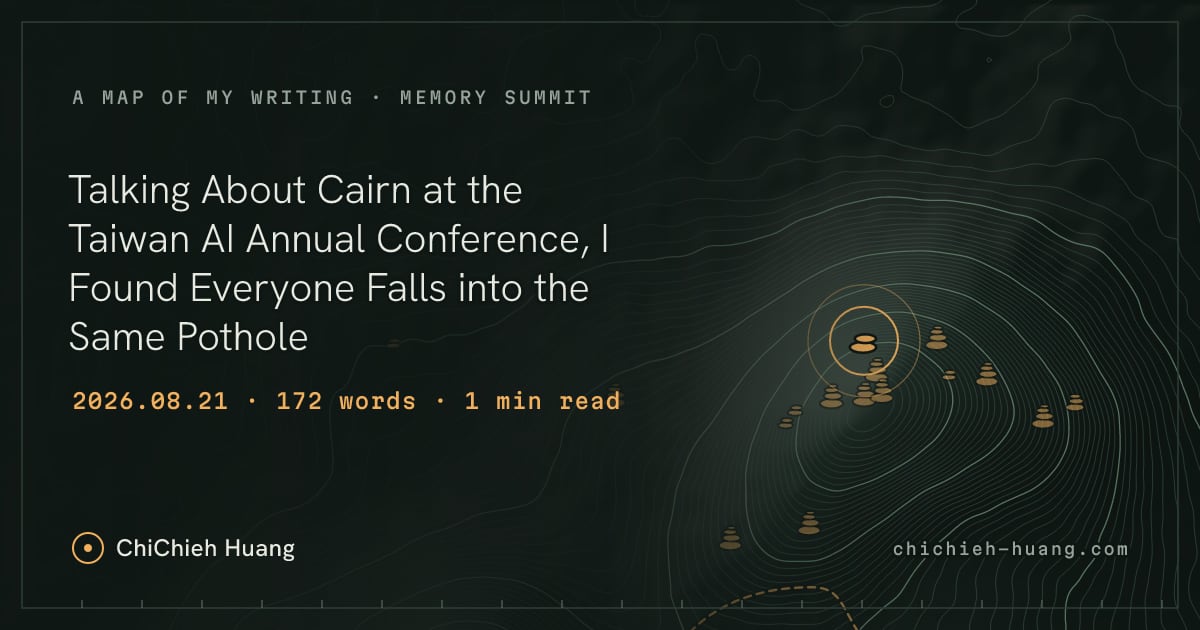 A MAP OF MY WRITING · MEMORY SUMMIT
Talking About Cairn at the
Taiwan AI Annual Conference, I
Found Everyone Falls into the
Same Pothole
2026.08.21 · 172 words · 1 min read
ChiChieh Huang
chichieh-huang.com